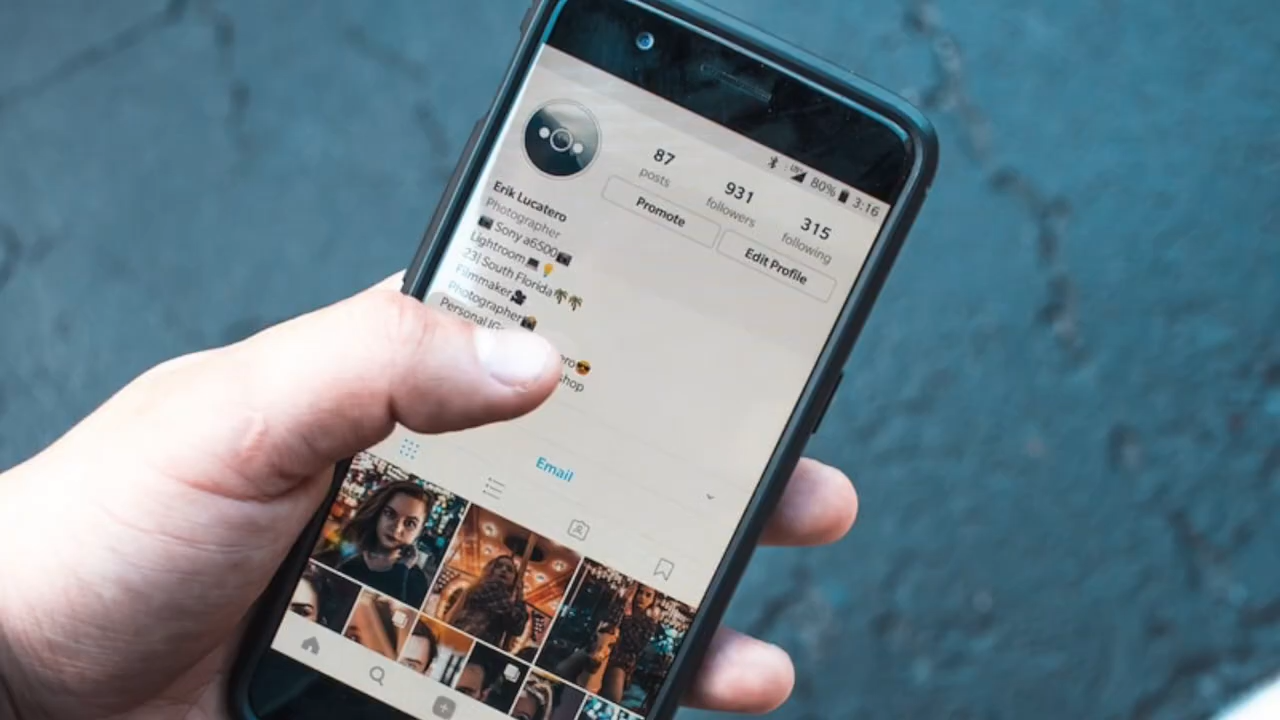 80% 3:16
87 931 315
posts followers following
Promote Edit Profile
Erik Lucatero
Photographer
Sony a6500
Lightroom
23| South Florida
Filmmaker
Photographer
Personal
Email